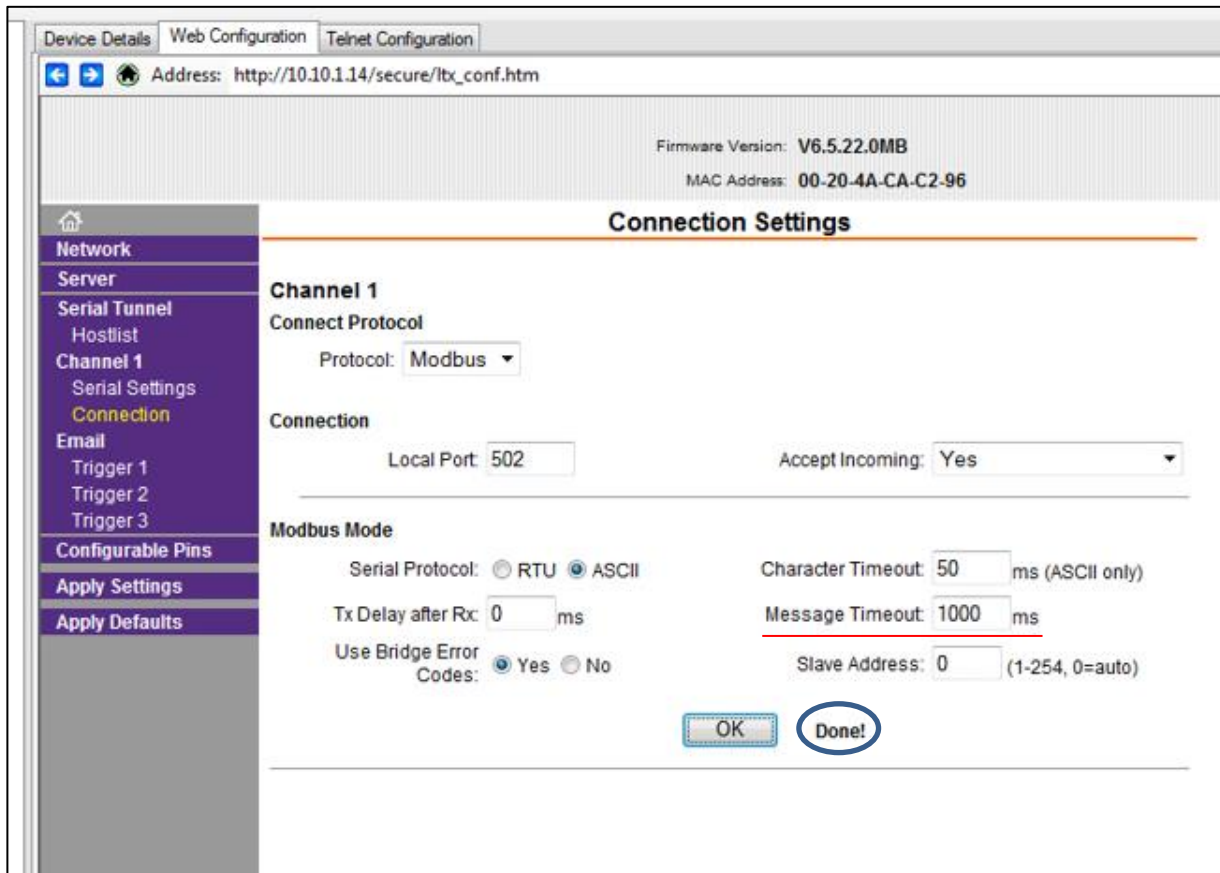 Device Details Web Configuration Telnet Configuration
Address: http://10.10.1.14/secure/ltx_conf.htm
Firmware Version: V6.5.22.0MB
MAC Address: 00-20-4A-CA-C2-96
Network
Server
Serial Tunnel
Hostlist
Channel 1
Serial Settings
Connection
Email
Trigger 1
Trigger 2
Trigger 3
Configurable Pins
Apply Settings
Apply Defaults
Connection Settings
Channel 1
Connect Protocol
Protocol: Modbus
Connection
Local Port: 502 Accept Incoming: Yes
Modbus Mode
Serial Protocol: RTU ASCII Character Timeout: 50 ms (ASCII only)
Tx Delay after Rx: 0 ms Message Timeout: 1000 ms
Use Bridge Error
Codes: Yes No Slave Address: 0 (1-254, 0=auto)
OK Done!